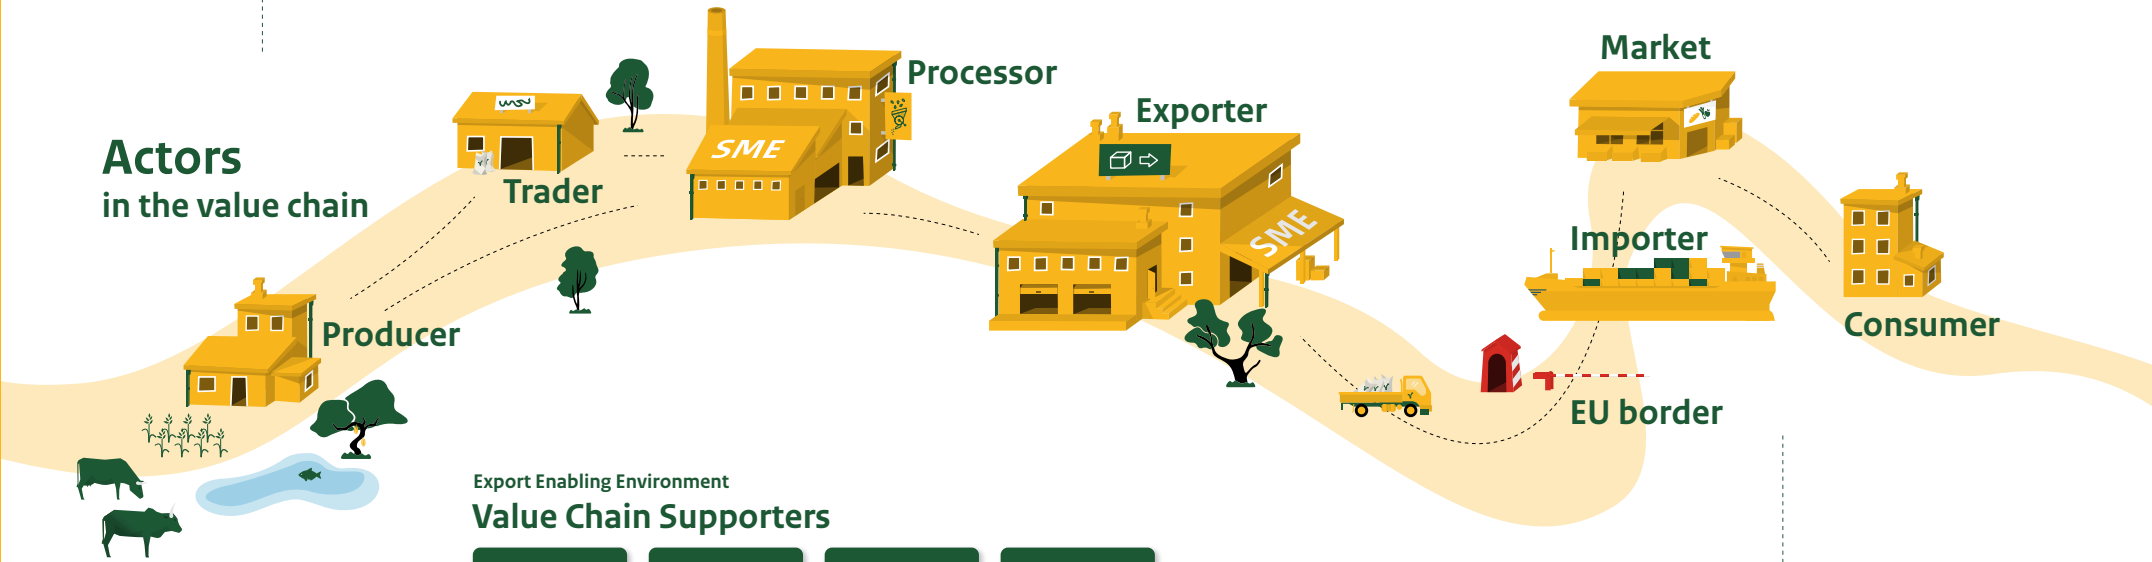 Actors
in the value chain
Producer
Trader
SME
Processor
Exporter
SME
EU border
Importer
Market
Consumer
Export Enabling Environment
Value Chain Supporters